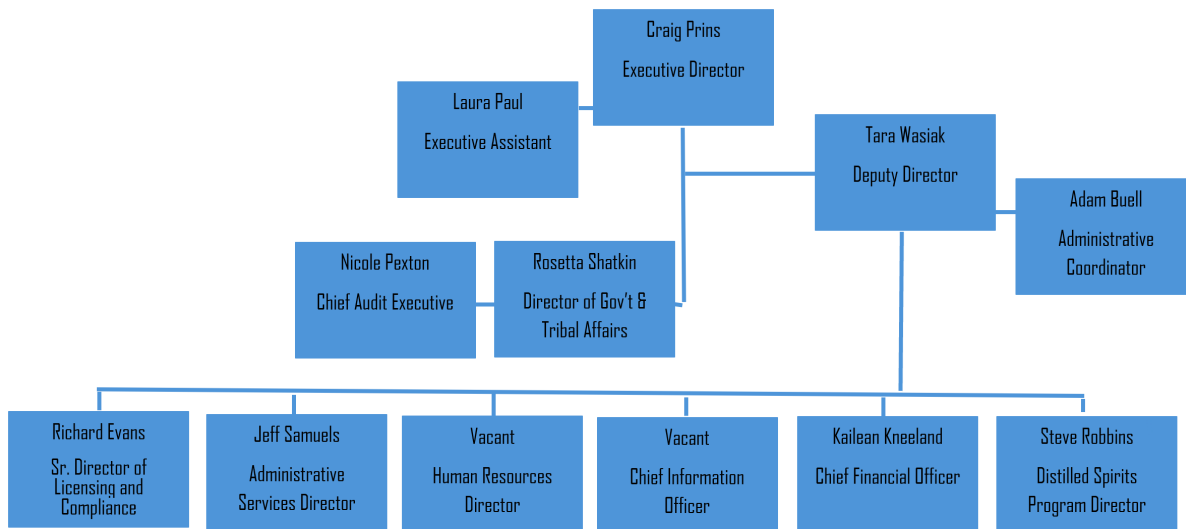 Craig Prins
Executive Director
Laura Paul
Executive Assistant
Tara Wasiak
Deputy Director
Adam Buell
Administrative
Coordinator
Nicole Pexton
Chief Audit Executive
Rosetta Shatkin
Director of Gov't &
Tribal Affairs
Richard Evans
Sr. Director of
Licensing and
Compliance
Jeff Samuels
Administrative
Services Director
Vacant
Human Resources
Director
Vacant
Chief Information
Officer
Kailean Kneeland
Chief Financial Officer
Steve Robbins
Distilled Spirits
Program Director